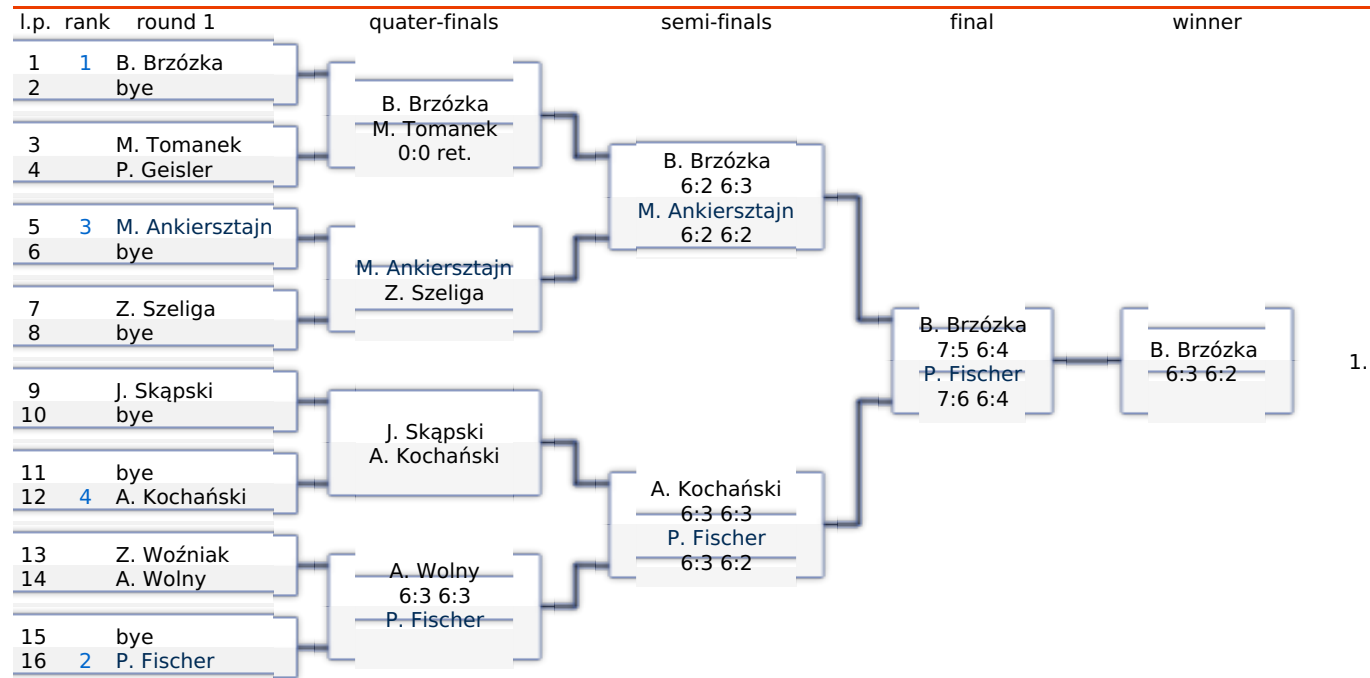 l.p. rank round 1 quater-finals semi-finals final winner
1 1 B. Brzózka
2 bye
3 M. Tomanek
4 P. Geisler
5 3 M. Ankiersztajn
6 bye
7 Z. Szeliga
8 bye
9 J. Skąpski
10 bye
11 bye
12 4 A. Kochański
13 Z. Woźniak
14 A. Wolny
15 bye
16 2 P. Fischer
B. Brzózka
M. Tomanek
0:0 ret.
M. Ankiersztajn
Z. Szeliga
J. Skąpski
A. Kochański
A. Wolny
6:3 6:3
P. Fischer
B. Brzózka
6:2 6:3
M. Ankiersztajn
6:2 6:2
A. Kochański
6:3 6:3
P. Fischer
6:3 6:2
B. Brzózka
7:5 6:4
P. Fischer
7:6 6:4
B. Brzózka
6:3 6:2
1.